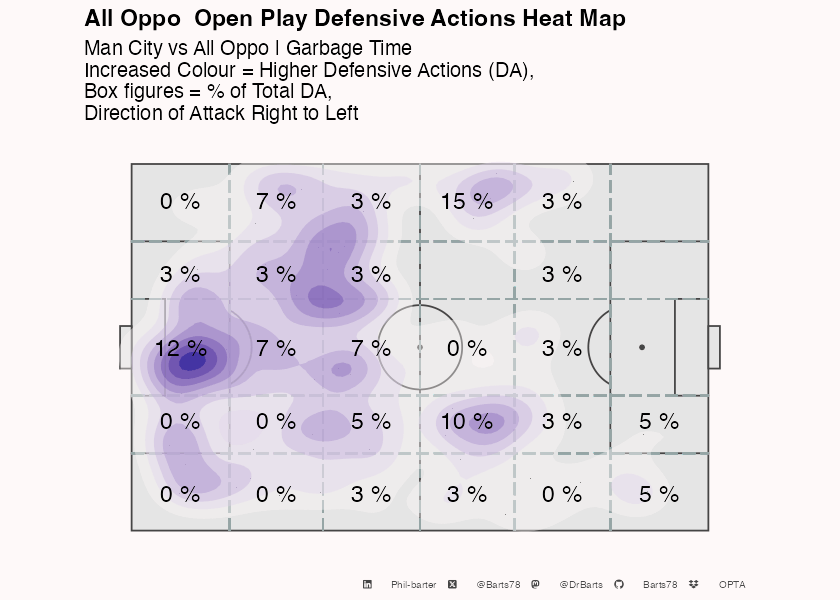 All Oppo  Open Play Defensive Actions Heat Map
Man City vs All Oppo | Garbage Time
Increased Colour = Higher Defensive Actions (DA),
Box figures = % of Total DA,
Direction of Attack Right to Left
0 % 7 % 3 % 15 % 3 %
3 % 3 % 3 % 3 %
12 % 7 % 7 % 0 % 3 %
0 % 0 % 5 % 10 % 3 % 5 %
0 % 0 % 3 % 3 % 0 % 5 %
Phil-barter @Barts78 @DrBarts Barts78 OPTA